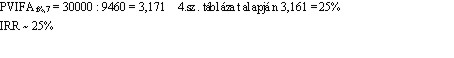 PVIFA r%,7 = 30000 : 9460 = 3,171 4.sz. táblázat alapján 3,161 = 25%
IRR ~ 25%